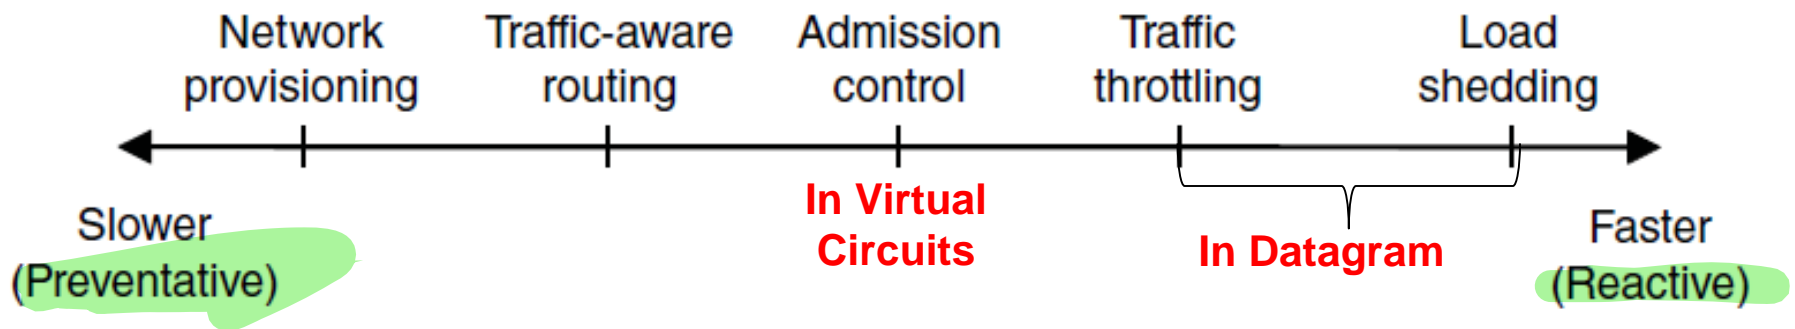 Network
provisioning
Traffic-aware
routing
Admission
control
Traffic
throttling
Load
shedding
In Virtual
Circuits
In Datagram
Slower
(Preventative)
Faster
(Reactive)